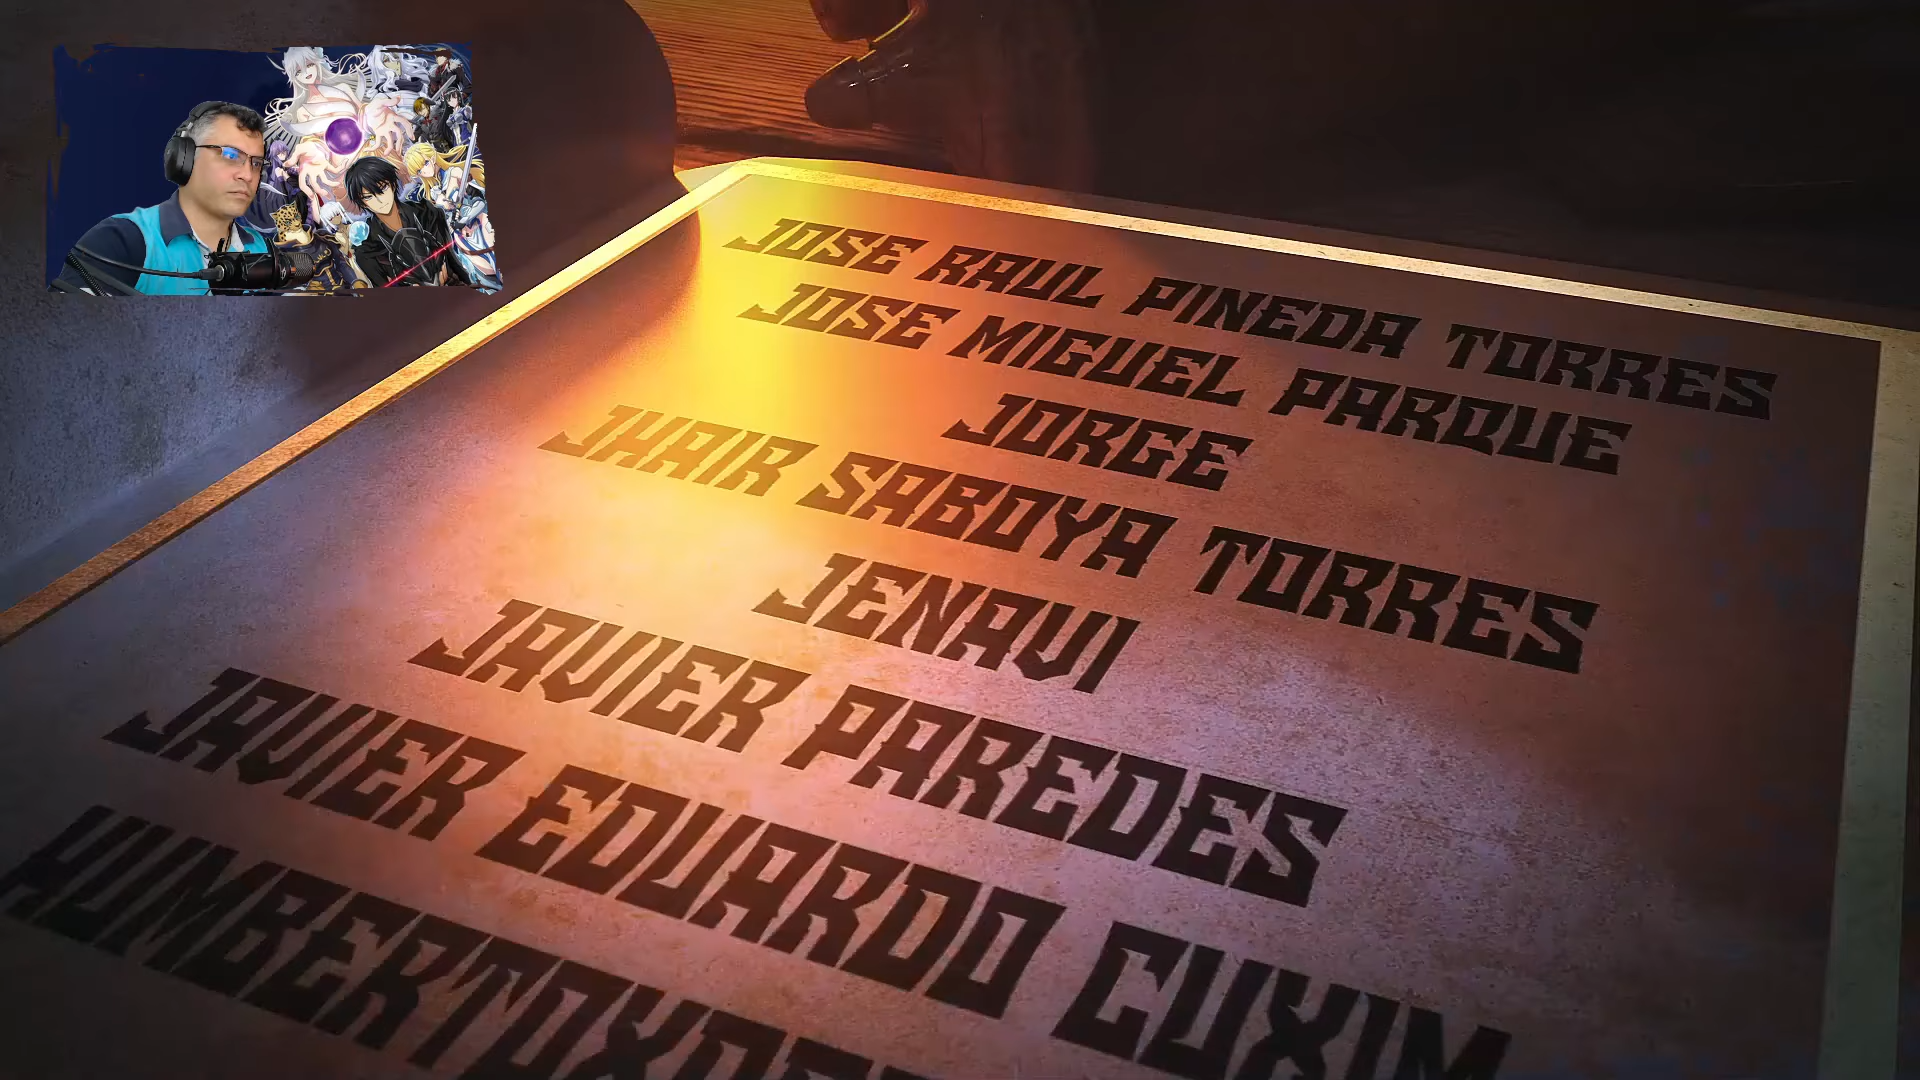 JOSE RAUL PINEDA TORRES
JOSE MIGUEL PARQUE
JORGE
JHAIR SABOYA TORRES
JENAVI
JAVIER PAREDES
JAVIER EDUARDO CUXIM